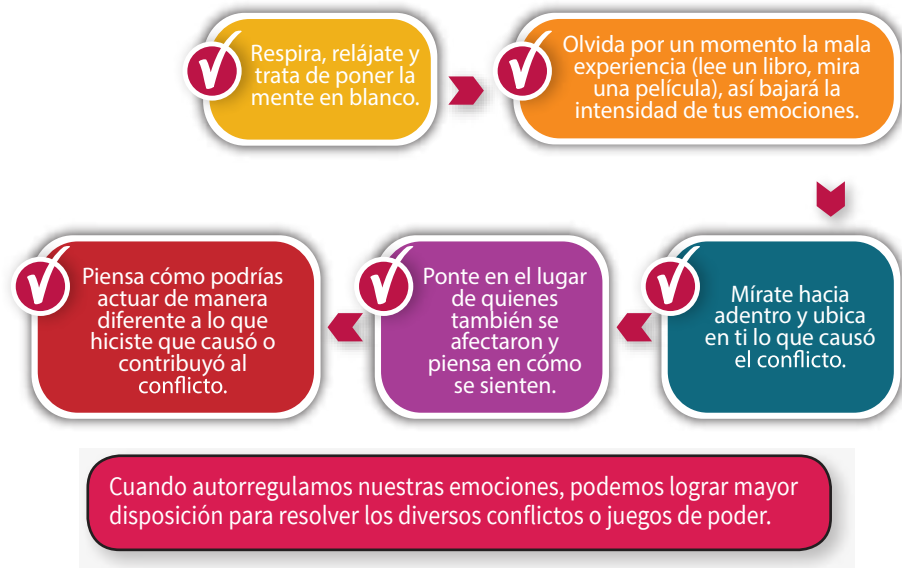 Respira, relájate y
trata de poner la
mente en blanco.
Olvida por un momento la mala
experiencia (lee un libro, mira
una película), así bajará la
intensidad de tus emociones.
Mírate hacia
adentro y ubica
en ti lo que causó
el conflicto.
Ponte en el lugar
de quienes
también se
afectaron y
piensa en cómo
se sienten.
Piensa cómo podrías
actuar de manera
diferente a lo que
hiciste que causó o
contribuyó al
conflicto.
Cuando autorregulamos nuestras emociones, podemos lograr mayor
disposición para resolver los diversos conflictos o juegos de poder.